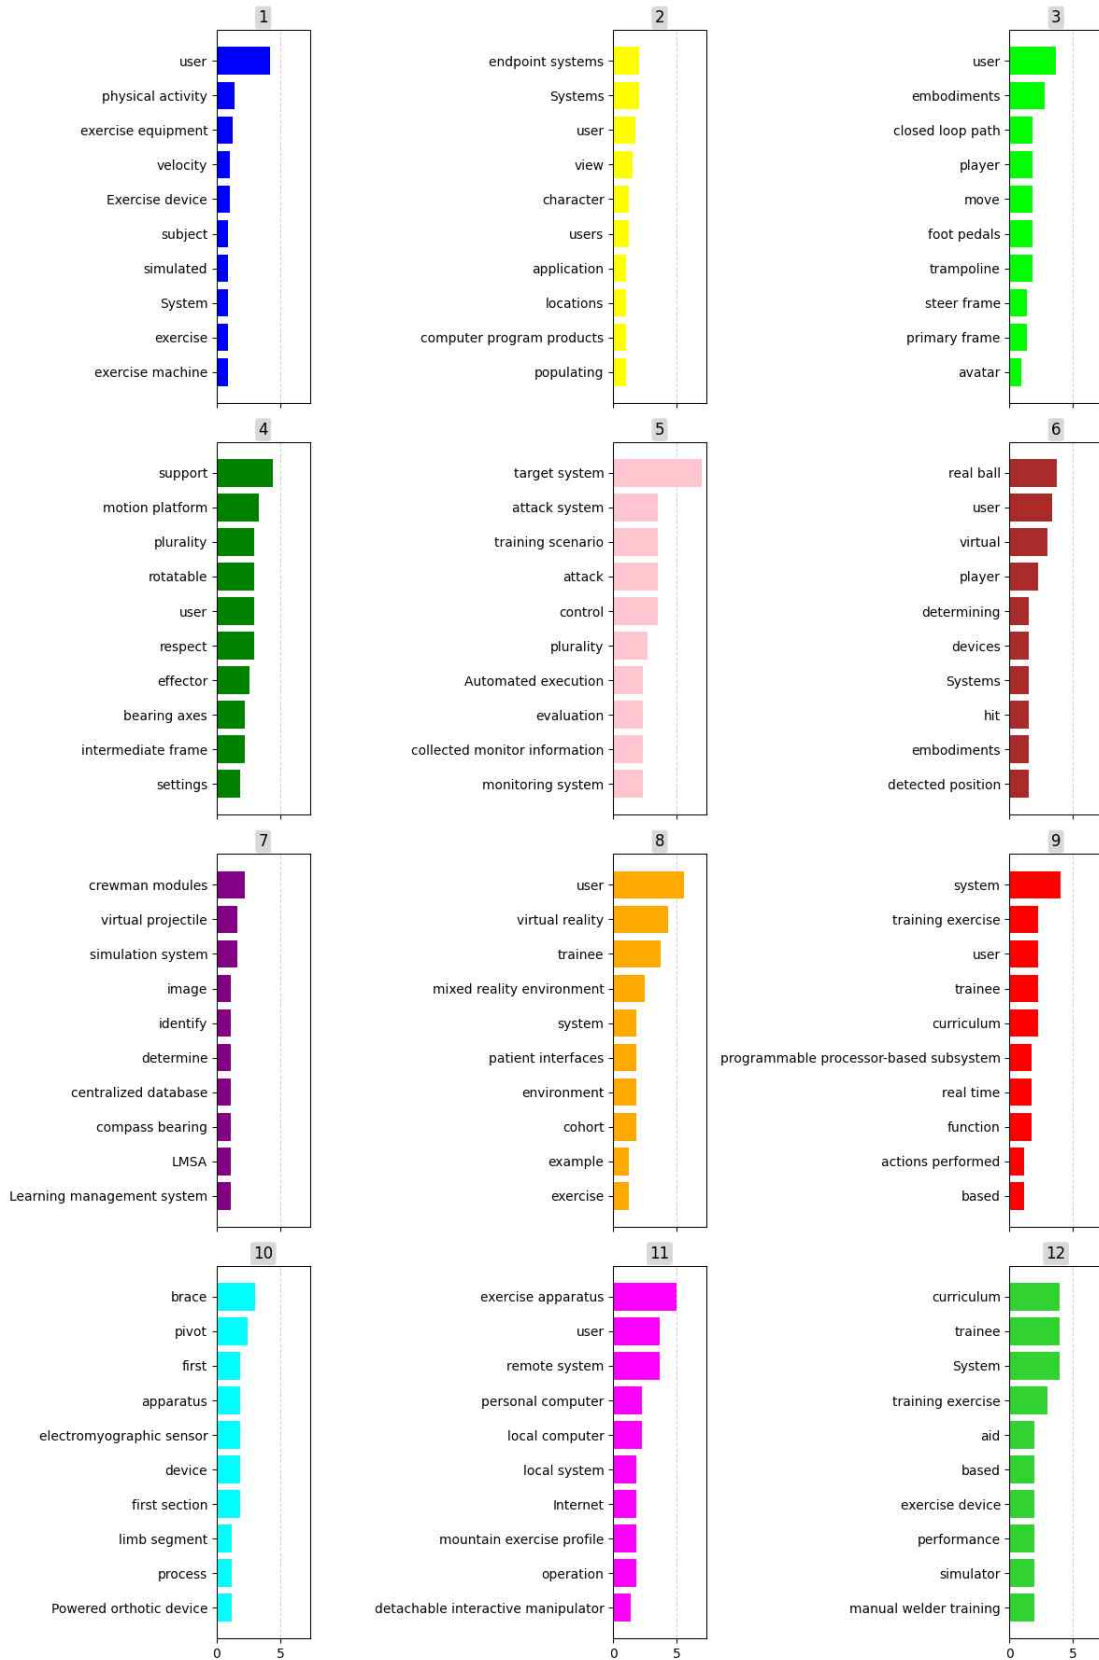 1
user
physical activity
exercise equipment
velocity
Exercise device
subject
simulated
System
exercise
exercise machine
2
endpoint systems
Systems
user
view
character
users
application
locations
computer program products
populating
3
user
embodiments
closed loop path
player
move
foot pedals
trampoline
steer frame
primary frame
avatar
4
support
motion platform
plurality
rotatable
user
respect
effector
bearing axes
intermediate frame
settings
5
target system
attack system
training scenario
attack
control
plurality
Automated execution
evaluation
collected monitor information
monitoring system
6
real ball
user
virtual
player
determining
devices
Systems
hit
embodiments
detected position
7
crewman modules
virtual projectile
simulation system
image
identify
determine
centralized database
compass bearing
LMSA
Learning management system
8
user
virtual reality
trainee
mixed reality environment
system
patient interfaces
environment
cohort
example
exercise
9
system
training exercise
user
trainee
curriculum
programmable processor-based subsystem
real time
function
actions performed
based
10
brace
pivot
first
apparatus
electromyographic sensor
device
first section
limb segment
process
Powered orthotic device
0 5
11
exercise apparatus
user
remote system
personal computer
local computer
local system
Internet
mountain exercise profile
operation
detachable interactive manipulator
0 5
12
curriculum
trainee
System
training exercise
aid
based
exercise device
performance
simulator
manual welder training
0 5